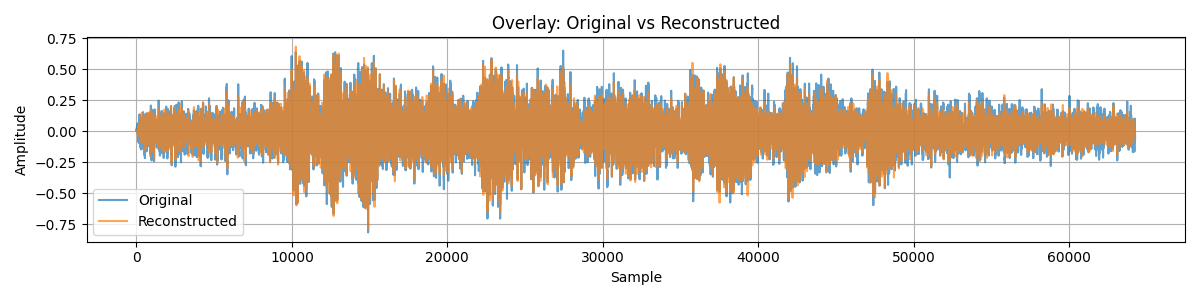 Overlay: Original vs Reconstructed
0.75
0.50
0.25
0.00
−0.25
−0.50
−0.75
Amplitude
Original
Reconstructed
0 10000 20000 30000 40000 50000 60000
Sample